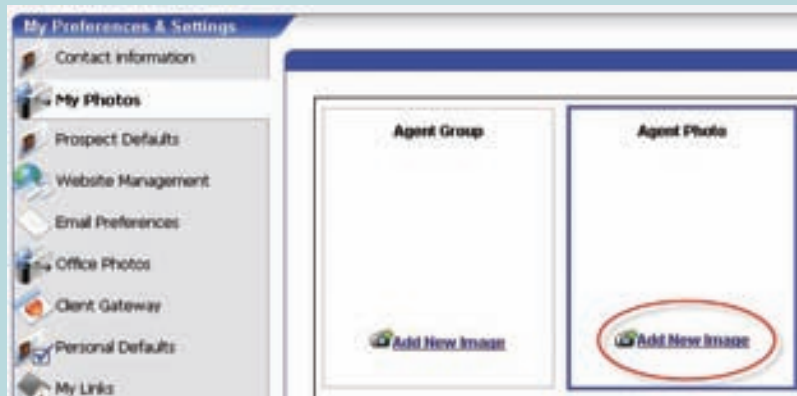 My Preferences & Settings
Contact information
My Photos
Prospect Defaults
Website Management
Email Preferences
Office Photos
Client Gateway
Personal Defaults
My Links
Agent Group
Add New Image
Agent Photo
Add New Image